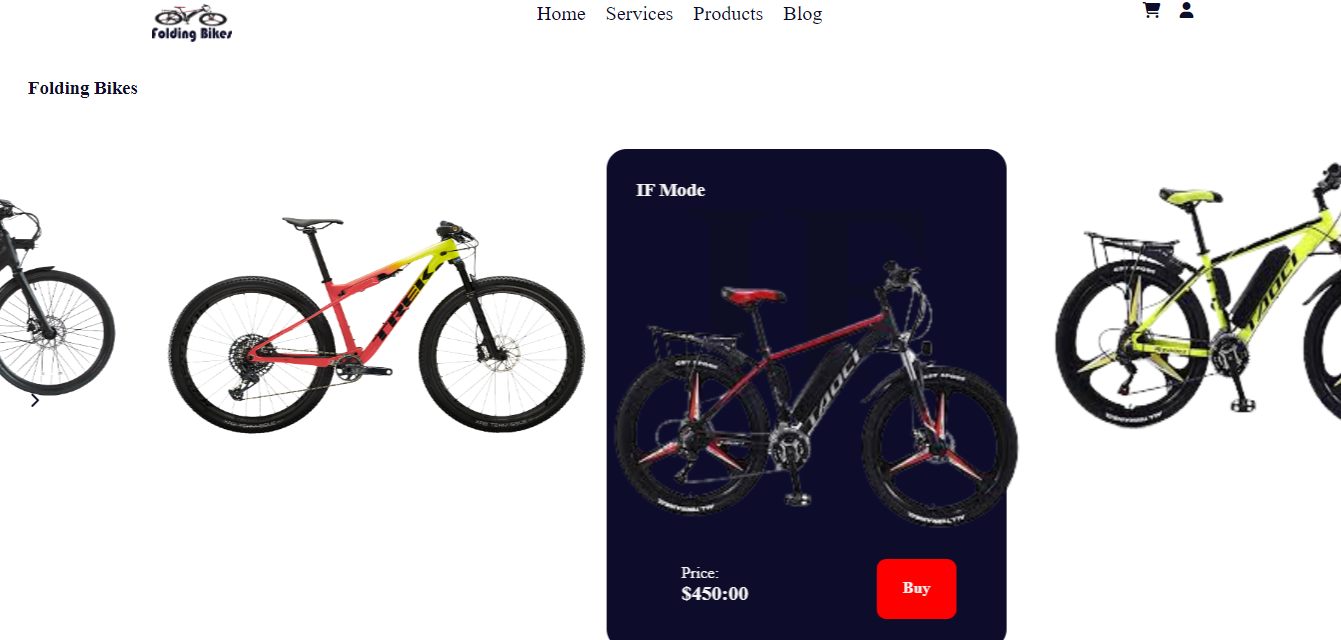 Folding Bikes
Home Services Products Blog
Folding Bikes
IF Mode
TREK
TAOCI
TAOCI
Price:
$450:00
Buy